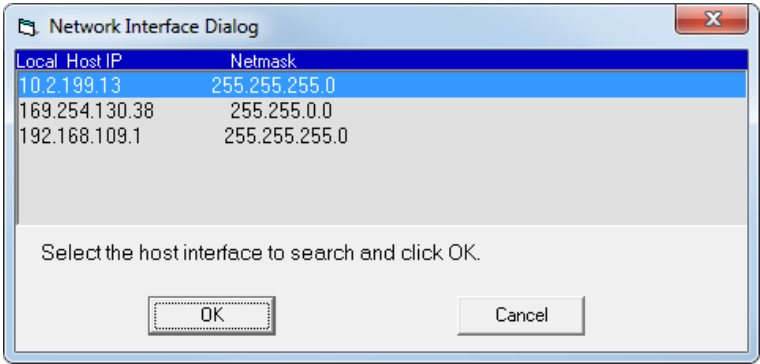 Network Interface Dialog
Local Host IP Netmask
10.2.199.13 255.255.255.0
169.254.130.38 255.255.0.0
192.168.109.1 255.255.255.0
Select the host interface to search and click OK.
OK Cancel